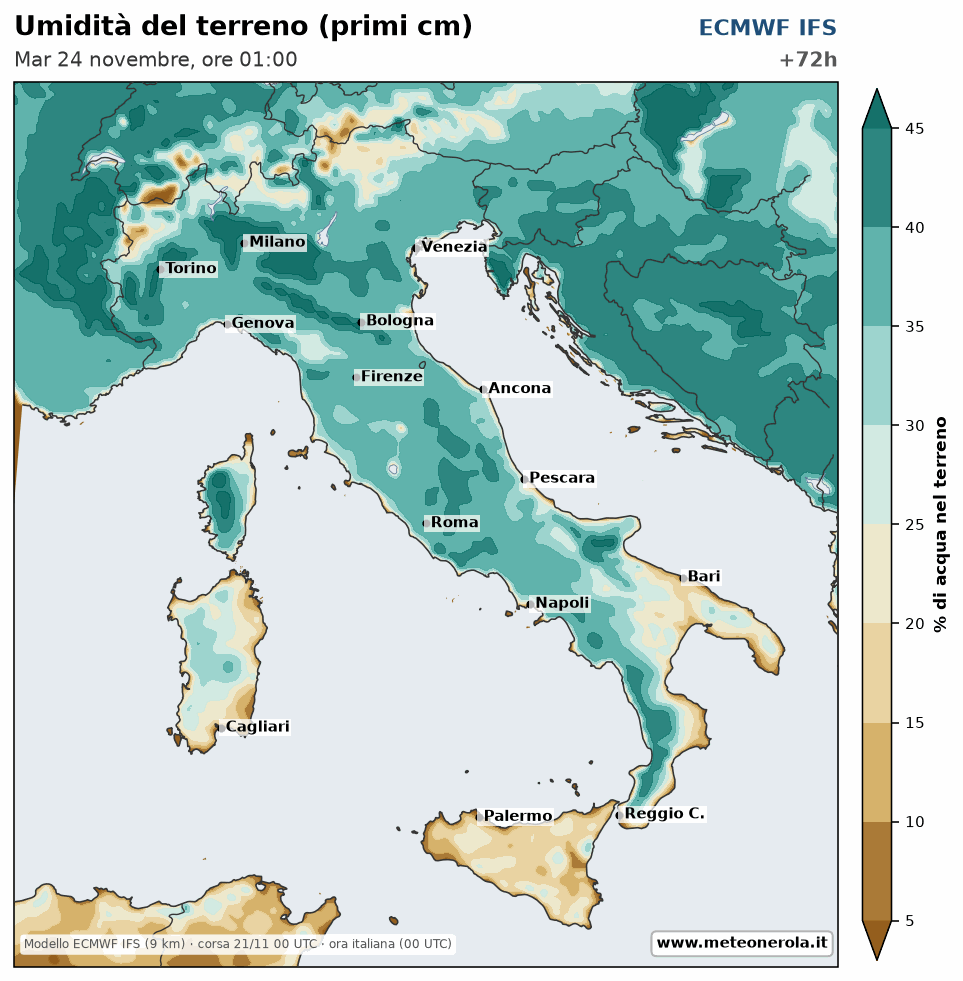 Umidità del terreno (primi cm)
ECMWF IFS
Mar 24 novembre, ore 01:00
+72h
45
40
35
30
25
20
15
10
5
% di acqua nel terreno
Milano
Venezia
Torino
Genova
Bologna
Firenze
Ancona
Pescara
Roma
Bari
Napoli
Cagliari
Palermo
Reggio C.
Modello ECMWF IFS (9 km) · corsa 21/11 00 UTC · ora italiana (00 UTC)
www.meteonerola.it